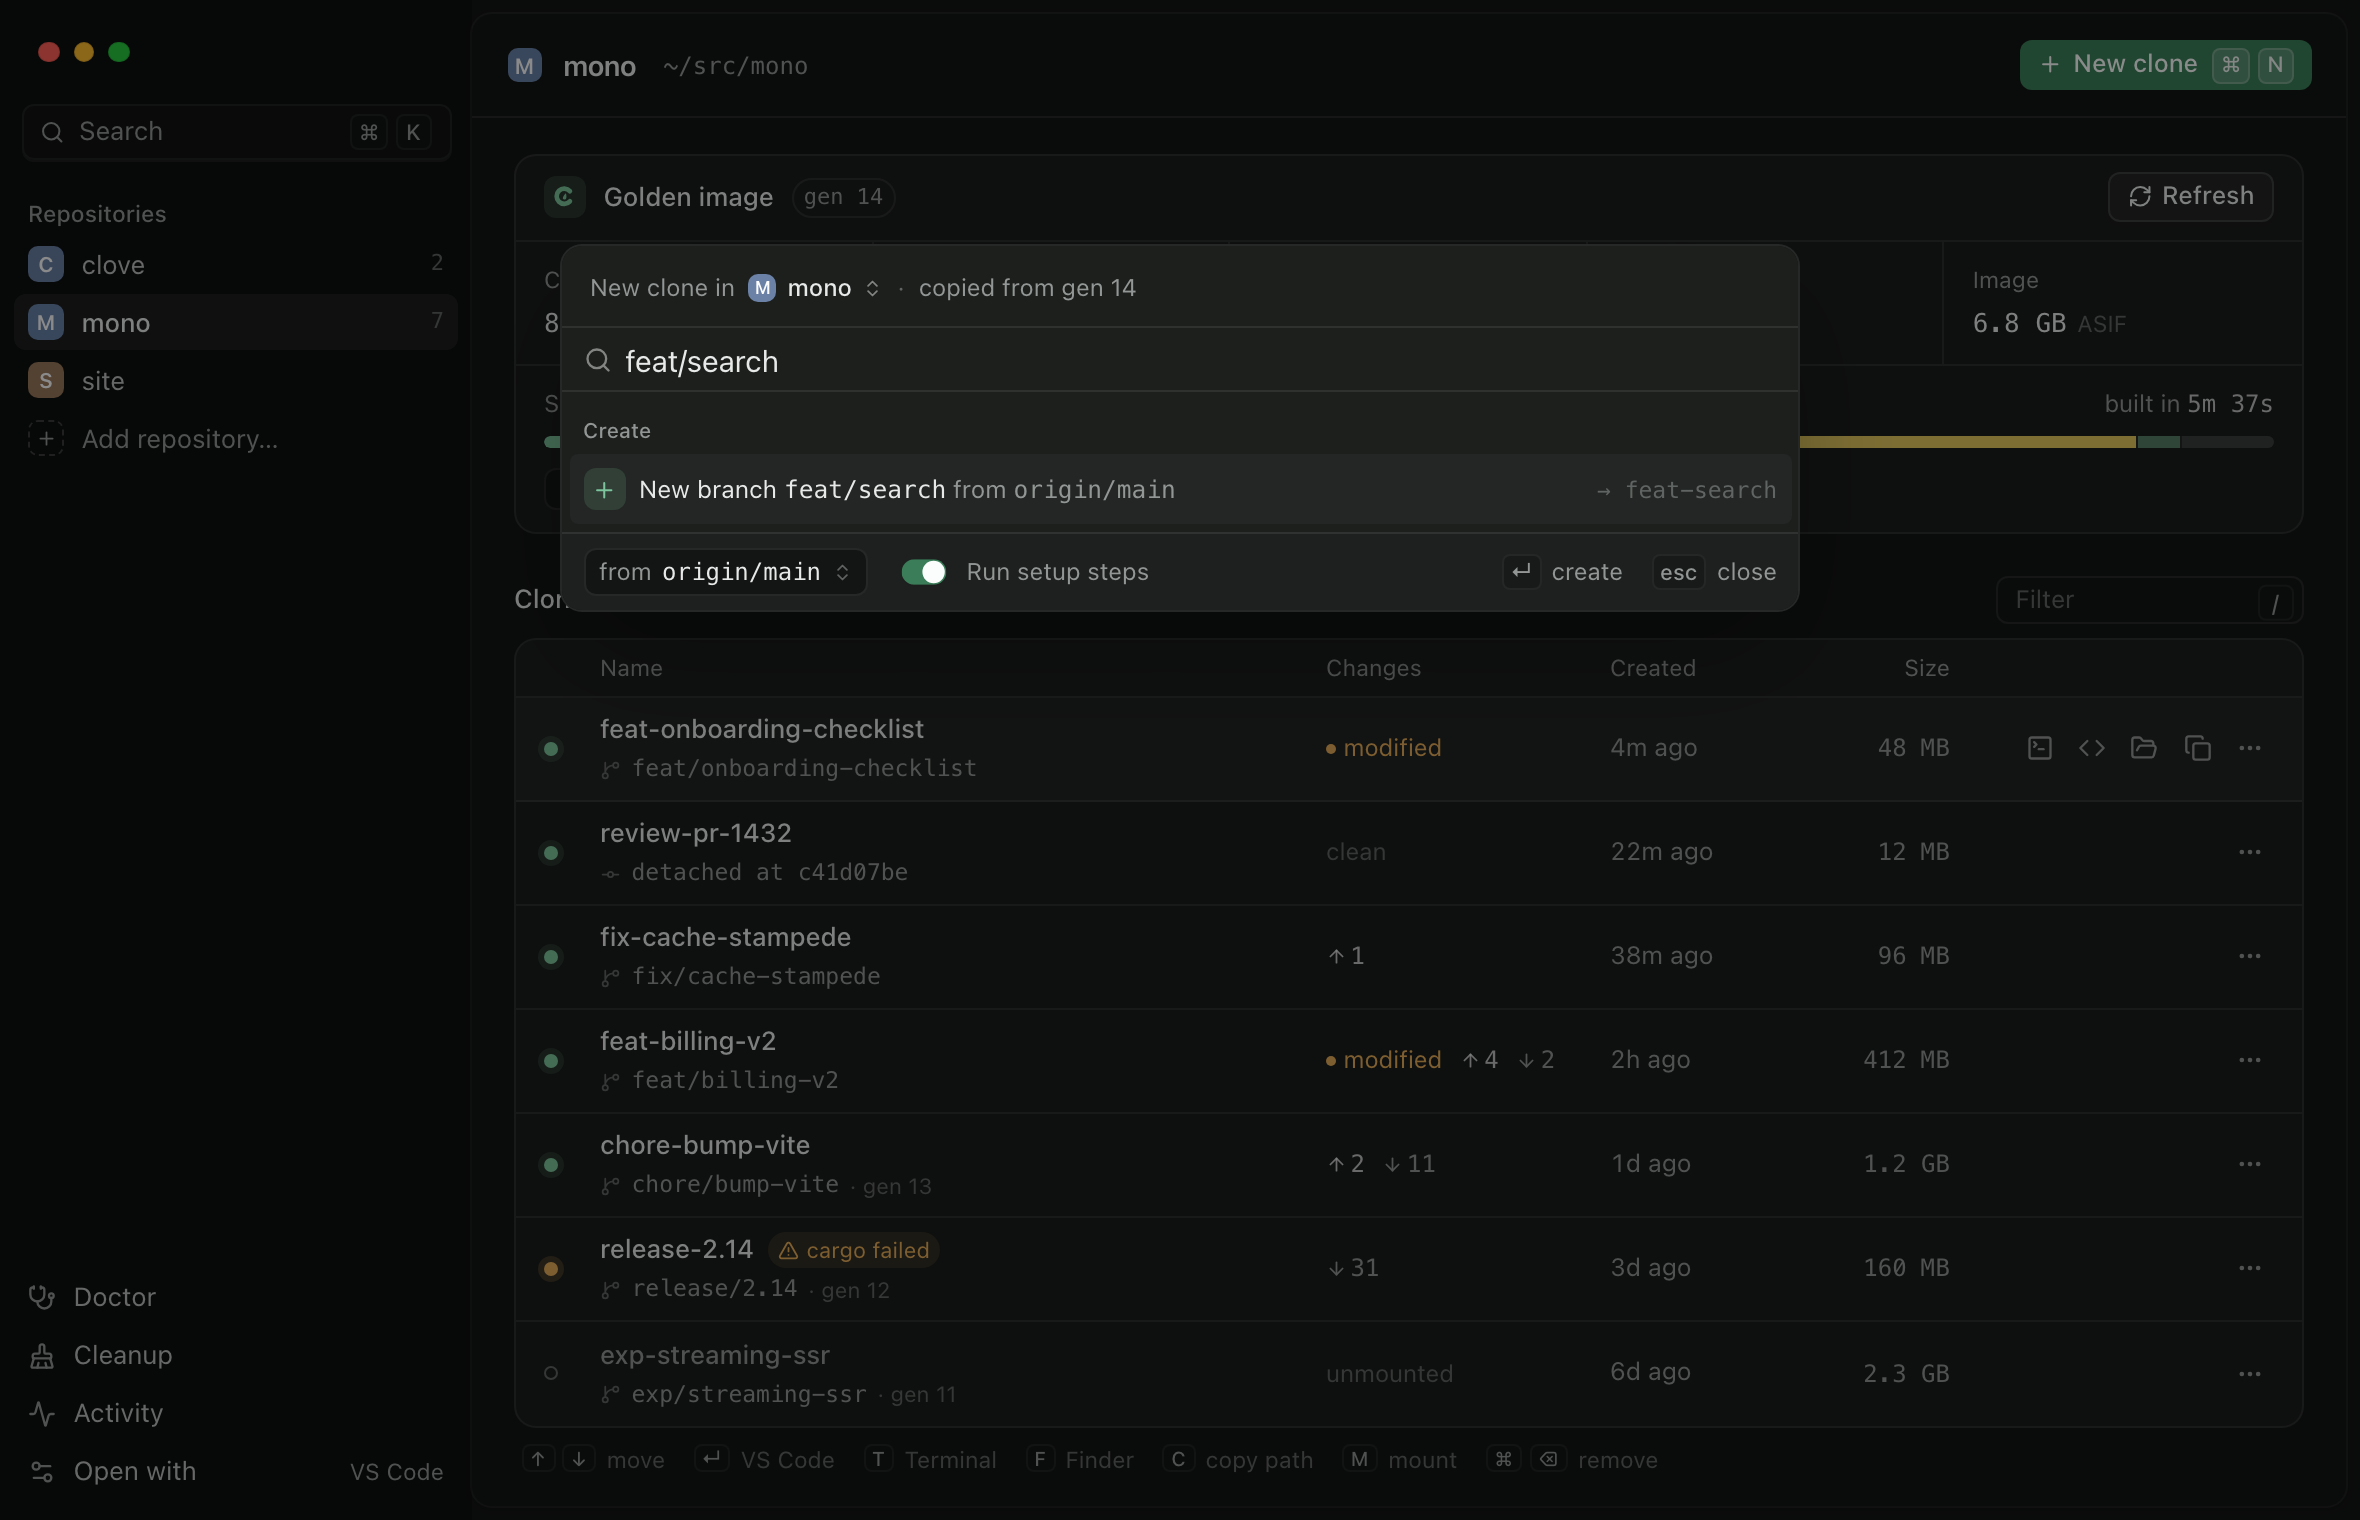 M mono ~/src/mono
+ New clone ⌘ N
Search ⌘ K
Repositories
C clove 2
M mono 7
S site
+ Add repository...
Doctor
Cleanup
Activity
Open with VS Code
Golden image gen 14
Refresh
Image
6.8 GB ASIF
built in 5m 37s
New clone in M mono · copied from gen 14
feat/search
Create
+ New branch feat/search from origin/main → feat-search
from origin/main Run setup steps ↵ create esc close
Filter /
Name Changes Created Size
feat-onboarding-checklist
feat/onboarding-checklist
modified 4m ago 48 MB
review-pr-1432
detached at c41d07be
clean 22m ago 12 MB
fix-cache-stampede
fix/cache-stampede
↑ 1 38m ago 96 MB
feat-billing-v2
feat/billing-v2
modified ↑ 4 ↓ 2 2h ago 412 MB
chore-bump-vite
chore/bump-vite · gen 13
↑ 2 ↓ 11 1d ago 1.2 GB
release-2.14 cargo failed
release/2.14 · gen 12
↓ 31 3d ago 160 MB
exp-streaming-ssr
exp/streaming-ssr · gen 11
unmounted 6d ago 2.3 GB
↑ ↓ move ↵ VS Code T Terminal F Finder C copy path M mount ⌘ ⌫ remove